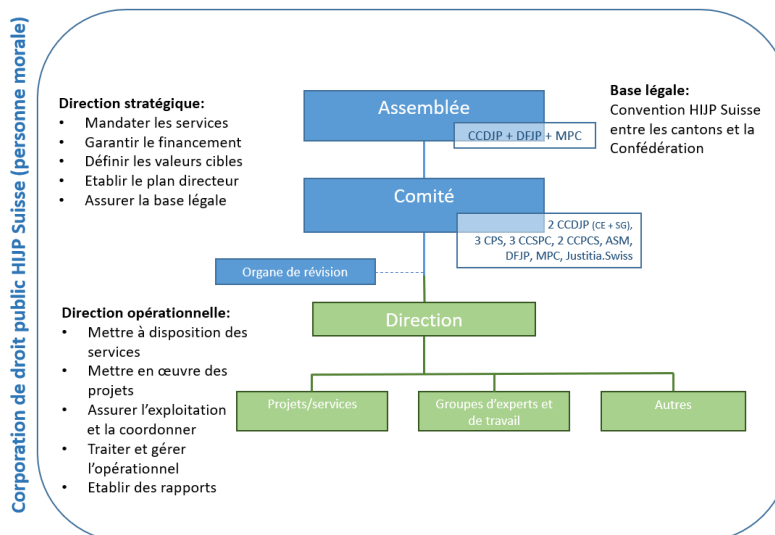 Corporation de droit public HIJP Suisse (personne morale)
Direction stratégique:
• Mandater les services
• Garantir le financement
• Définir les valeurs cibles
• Etablir le plan directeur
• Assurer la base légale
Assemblée
CCDJP + DFJP + MPC
Base légale:
Convention HIJP Suisse
entre les cantons et la
Confédération
Comité
2 CCDJP (CE + SG),
3 CPS, 3 CCSPC, 2 CCPCS, ASM,
DFJP, MPC, Justitia.Swiss
Organe de révision
Direction opérationnelle:
• Mettre à disposition des
services
• Mettre en œuvre des
projets
• Assurer l’exploitation
et la coordonner
• Traiter et gérer
l’opérationnel
• Etablir des rapports
Direction
Projets/services
Groupes d’experts et
de travail
Autres